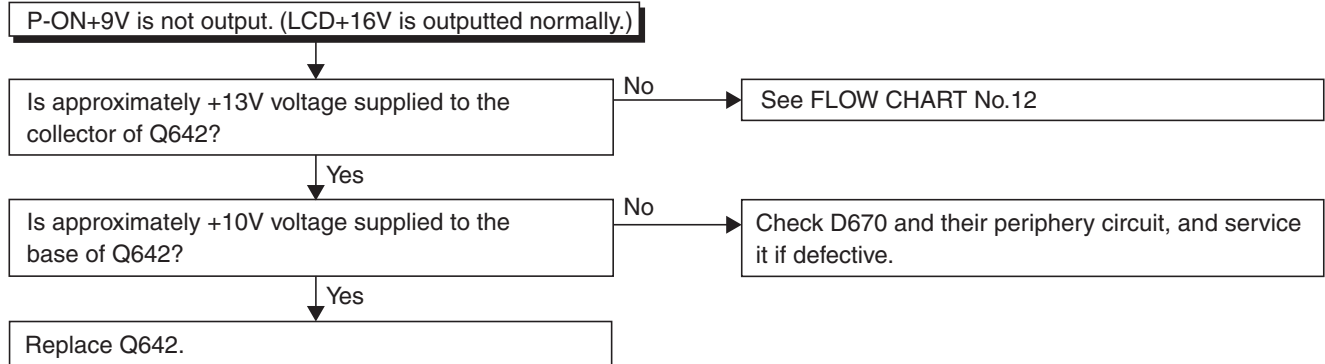 P-ON+9V is not output. (LCD+16V is outputted normally.)
Is approximately +13V voltage supplied to the
collector of Q642?
No
See FLOW CHART No.12
Yes
Is approximately +10V voltage supplied to the
base of Q642?
No
Check D670 and their periphery circuit, and service
it if defective.
Yes
Replace Q642.